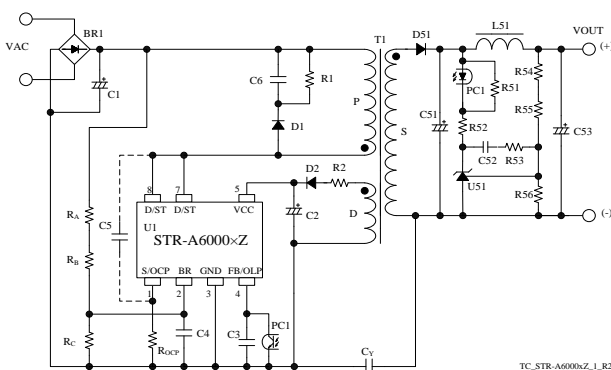 BR1
VAC
C1
C6
R1
D1
P
T1
S
D51
L51
VOUT
(+)
PC1
R51
R54
R55
C51
R52
C52
R53
C53
U51
R56
(-)
D2
R2
C2
D
8
7
5
D/ST
D/ST
VCC
U1
STR-A6000×Z
S/OCP
BR
GND
FB/OLP
1
2
3
4
C5
RA
RB
RC
ROCP
C4
C3
PC1
CY
TC_STR-A6000xZ_1_R2